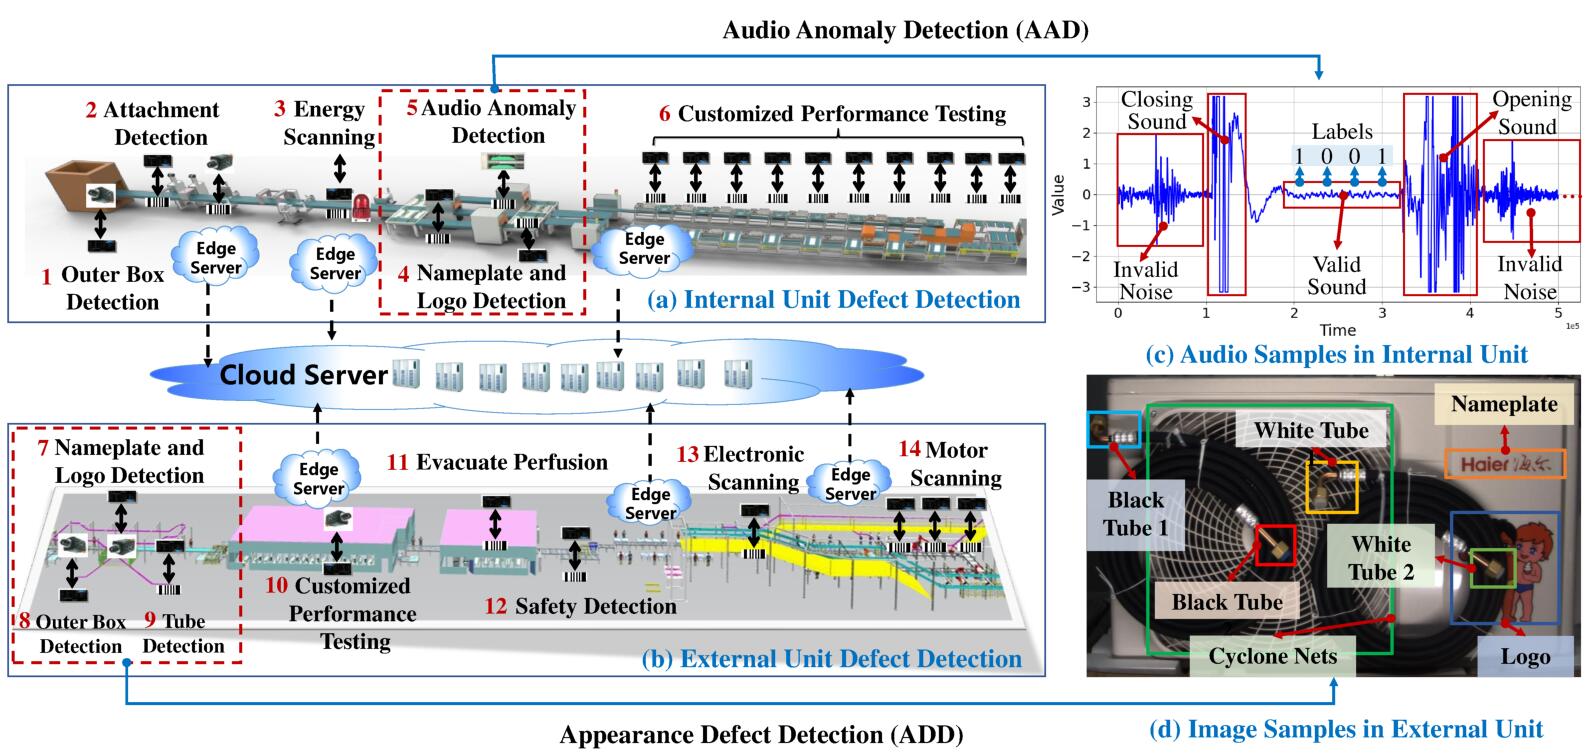 Audio Anomaly Detection (AAD)
2 Attachment
Detection
3 Energy
Scanning
5 Audio Anomaly
Detection
6 Customized Performance Testing
Edge
Server
Edge
Server
Edge
Server
1 Outer Box
Detection
4 Nameplate and
Logo Detection
(a) Internal Unit Defect Detection
Cloud Server
7 Nameplate and
Logo Detection
Edge
Server
11 Evacuate Perfusion
Edge
Server
13 Electronic
Scanning
Edge
Server
14 Motor
Scanning
8 Outer Box
Detection
9 Tube
Detection
10 Customized
Performance
Testing
12 Safety Detection
(b) External Unit Defect Detection
Appearance Defect Detection (ADD)
Closing
Sound
Labels
1 0 0 1
Opening
Sound
Invalid
Noise
Valid
Sound
Invalid
Noise
Value
3
2
1
0
−1
−2
−3
0 1 2 3 4 5
1e5
Time
(c) Audio Samples in Internal Unit
Nameplate
White Tube
Haier 海尔
Black
Tube 1
White
Tube 2
Black Tube
Cyclone Nets
Logo
(d) Image Samples in External Unit